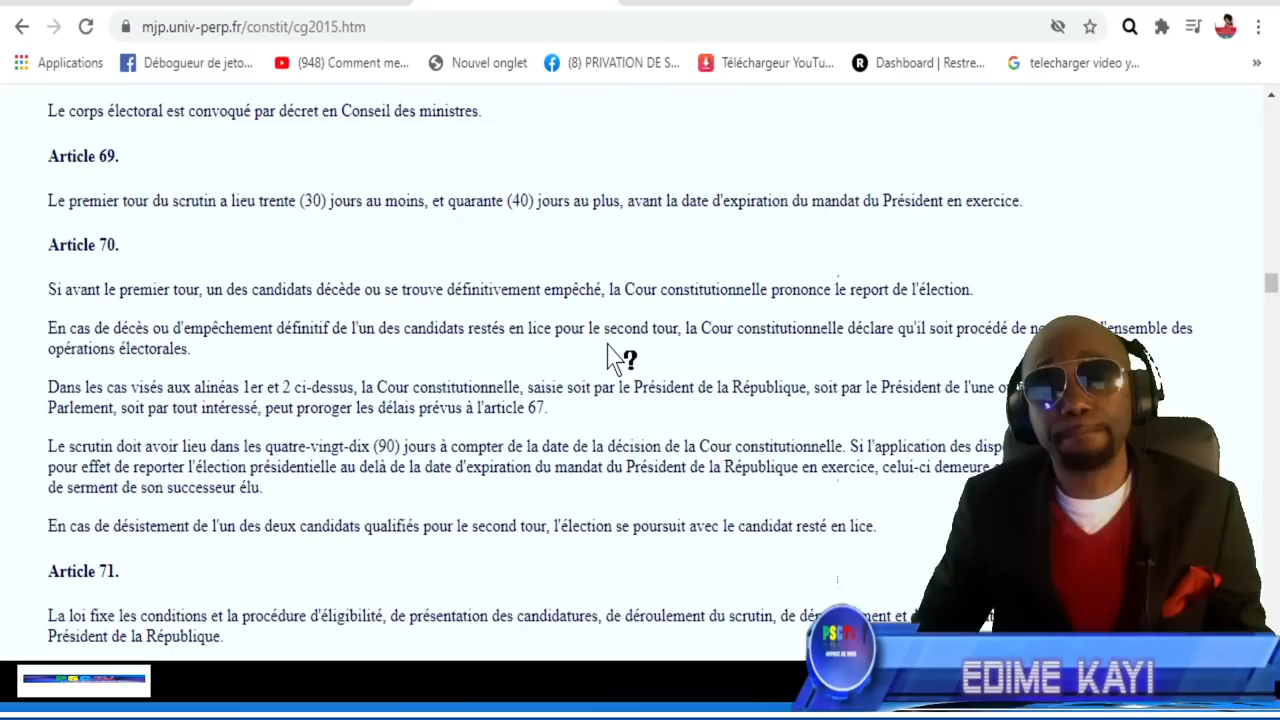 mjp.univ-perp.fr/constit/cg2015.htm
Applications
Débogueur de jeto...
(948) Comment me...
Nouvel onglet
(8) PRIVATION DE S...
Téléchargeur YouTu...
Dashboard | Restre...
telecharger video y...
»
Le corps électoral est convoqué par décret en Conseil des ministres.
Article 69.
Le premier tour du scrutin a lieu trente (30) jours au moins, et quarante (40) jours au plus, avant la date d'expiration du mandat du Président en exercice.
Article 70.
Si avant le premier tour, un des candidats décède ou se trouve définitivement empêché, la Cour constitutionnelle prononce le report de l'élection.
En cas de décès ou d'empêchement définitif de l'un des candidats restés en lice pour le second tour, la Cour constitutionnelle déclare qu'il soit procédé de d'ensemble des
opérations électorales.
Dans les cas visés aux alinéas 1er et 2 ci-dessus, la Cour constitutionnelle, saisie soit par le Président de la République, soit par le Président de l'une
Parlement, soit par tout intéressé, peut proroger les délais prévus à l'article 67.
Le scrutin doit avoir lieu dans les quatre-vingt-dix (90) jours à compter de la date de la décision de la Cour constitutionnelle. Si l'application des
pour effet de reporter l'élection présidentielle au delà de la date d'expiration du mandat du Président de la République en exercice, celui-ci demeure
de serment de son successeur élu.
En cas de désistement de l'un des deux candidats qualifiés pour le second tour, l'élection se poursuit avec le candidat resté en lice.
Article 71.
La loi fixe les conditions et la procédure d'éligibilité, de présentation des candidatures, de déroulement du scrutin, de et
Président de la République.
PSCTV
EDIME KAYI